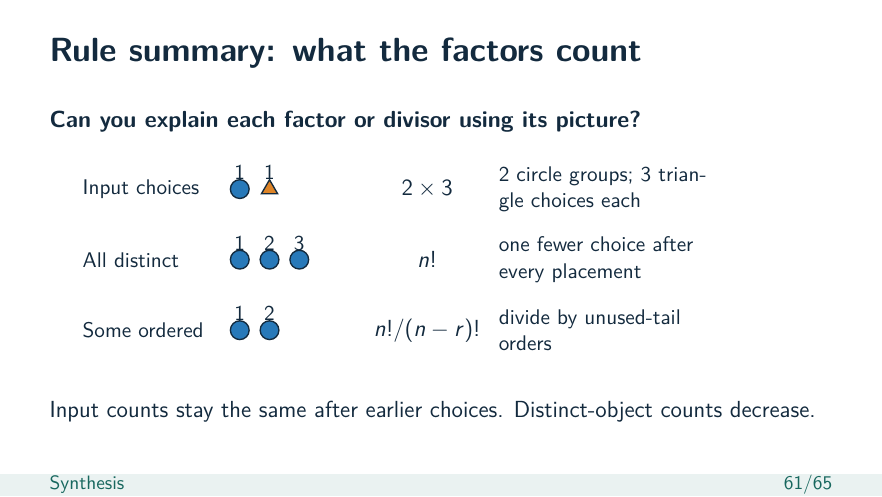 Rule summary: what the factors count
Can you explain each factor or divisor using its picture?
Input choices
1 1
2 × 3
2 circle groups; 3 trian-
gle choices each
All distinct
1 2 3
n!
one fewer choice after
every placement
Some ordered
1 2
n!/(n − r)!
divide by unused-tail
orders
Input counts stay the same after earlier choices. Distinct-object counts decrease.
Synthesis
61/65